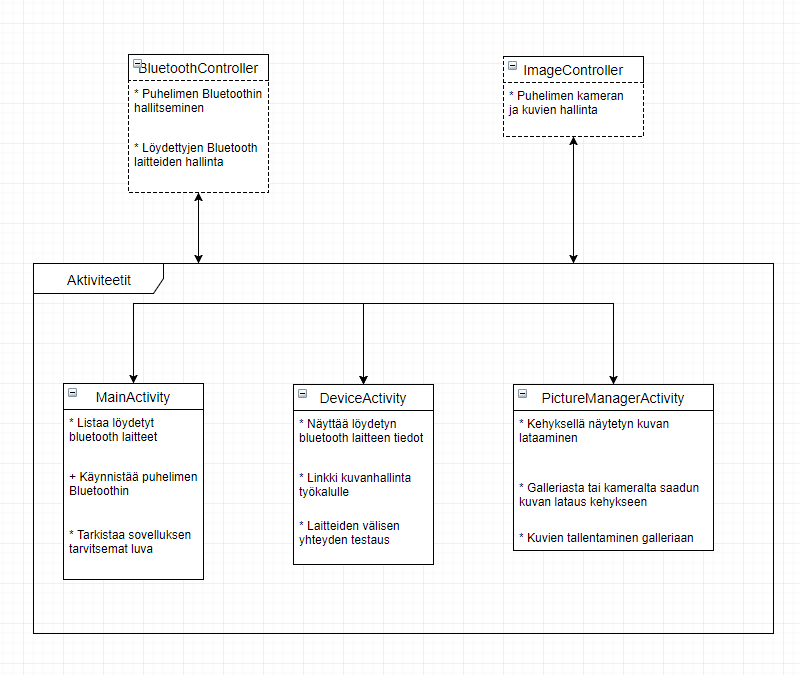 BluetoothController
* Puhelimen Bluetoothin
hallitseminen
* Löydettyjen Bluetooth
laitteiden hallinta
ImageController
* Puhelimen kameran
ja kuvien hallinta
Aktiviteetit
MainActivity
* Listaa löydetyt
bluetooth laitteet
+ Käynnistää puhelimen
Bluetoothin
* Tarkistaa sovelluksen
tarvitsemat luva
DeviceActivity
* Näyttää löydetyn
bluetooth laitteen tiedot
* Linkki kuvanhallinta
työkalulle
* Laitteiden välisen
yhteyden testaus
PictureManagerActivity
* Kehyksellä näytetyn kuvan
lataaminen
* Galleriasta tai kameralta saadun
kuvan lataus kehykseen
* Kuvien tallentaminen galleriaan